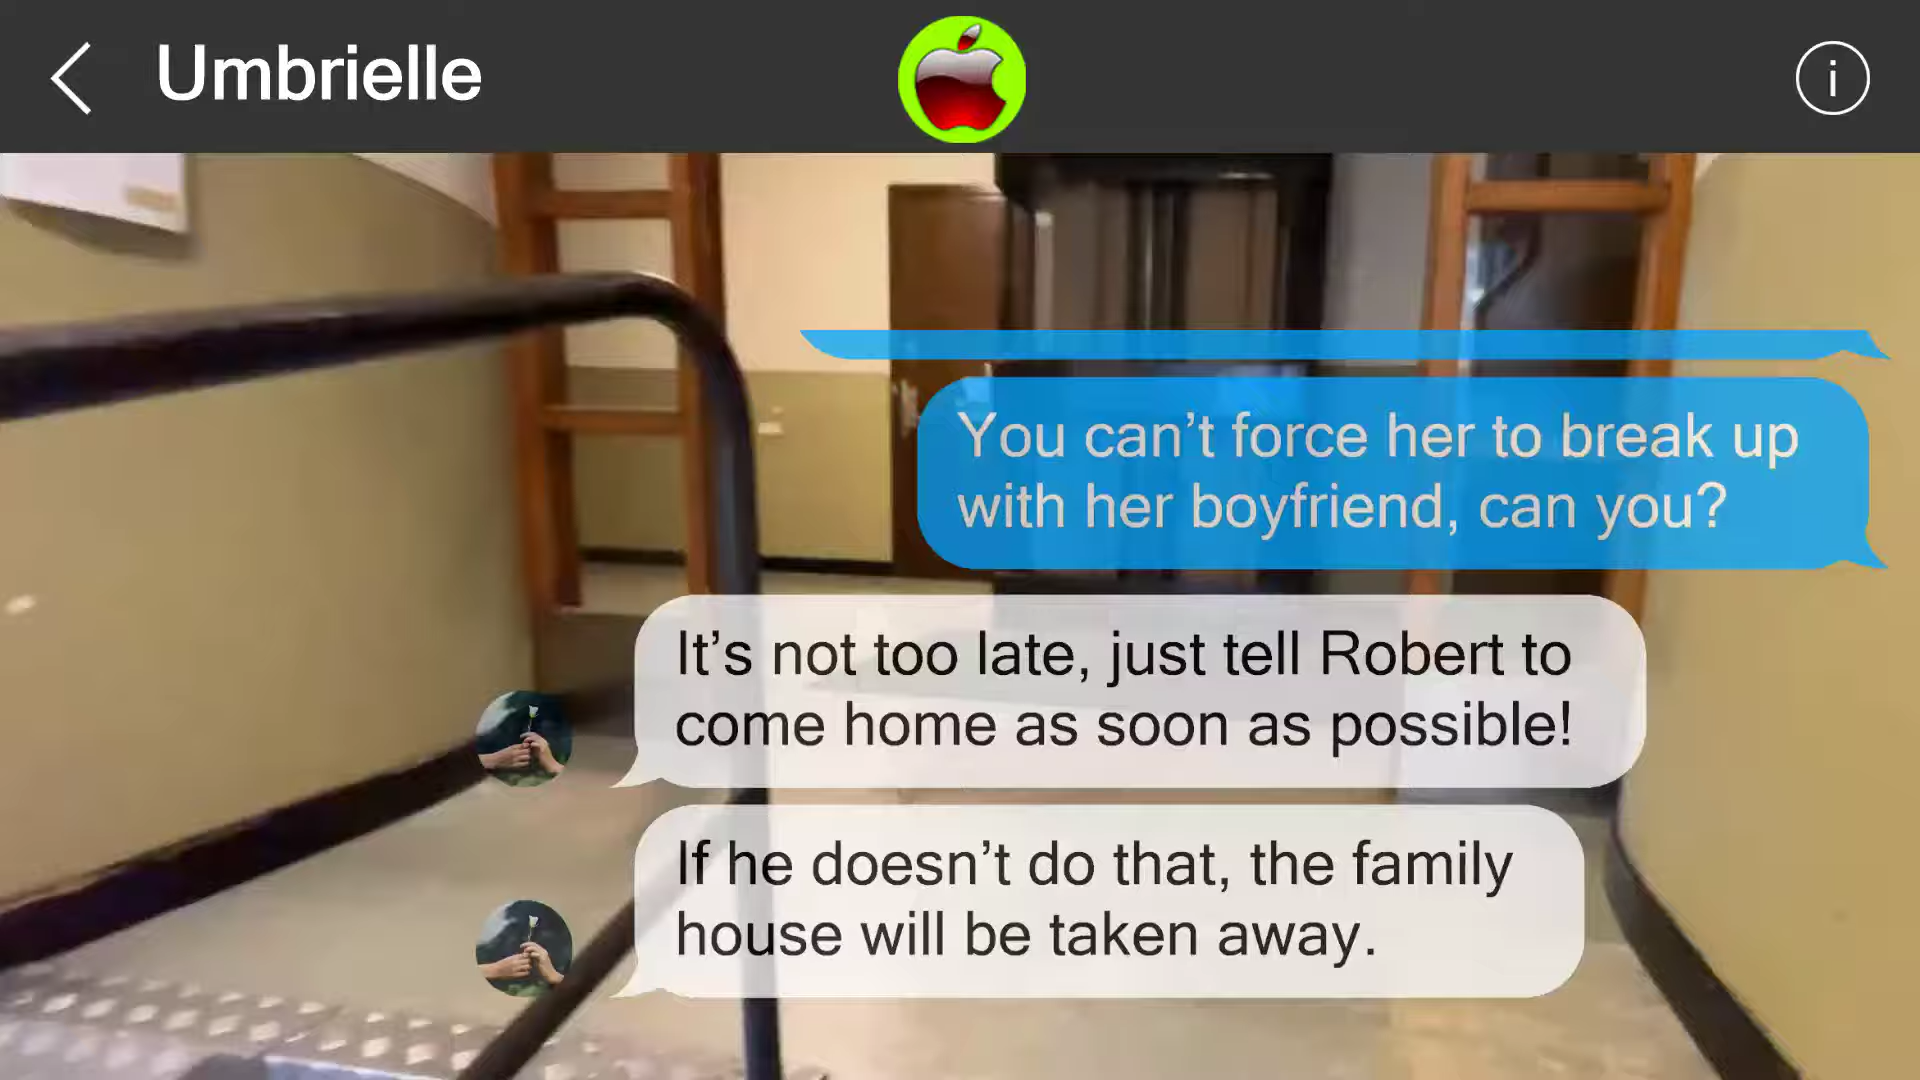 Umbrielle
i
You can’t force her to break up
with her boyfriend, can you?
It’s not too late, just tell Robert to
come home as soon as possible!
If he doesn’t do that, the family
house will be taken away.